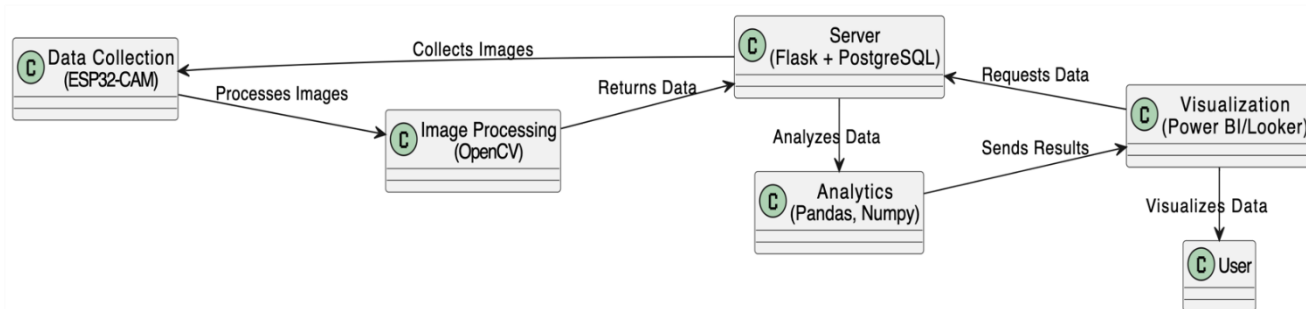 C
Data Collection
(ESP32-CAM)
Collects Images
Processes Images
C
Image Processing
(OpenCV)
Returns Data
C
Server
(Flask + PostgreSQL)
Analyzes Data
C
Analytics
(Pandas, Numpy)
Requests Data
Sends Results
C
Visualization
(Power BI/Looker)
Visualizes Data
C
User